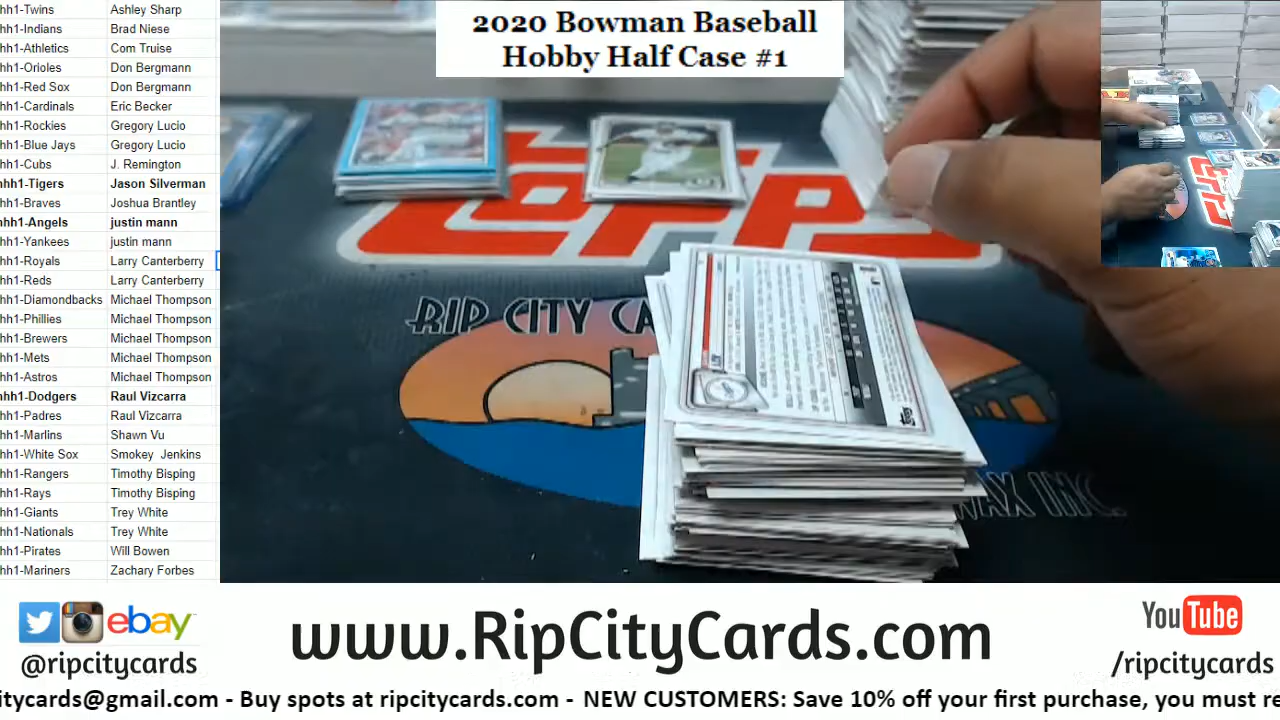 2020 Bowman Baseball
Hobby Half Case #1
hh1-Twins Ashley Sharp
hh1-Indians Brad Niese
hh1-Athletics Com Truise
hh1-Orioles Don Bergmann
hh1-Red Sox Don Bergmann
hh1-Cardinals Eric Becker
hh1-Rockies Gregory Lucio
hh1-Blue Jays Gregory Lucio
hh1-Cubs J. Remington
hh1-Tigers Jason Silverman
hh1-Braves Joshua Brantley
hh1-Angels justin mann
hh1-Yankees justin mann
hh1-Royals Larry Canterberry
hh1-Reds Larry Canterberry
hh1-Diamondbacks Michael Thompson
hh1-Phillies Michael Thompson
hh1-Brewers Michael Thompson
hh1-Mets Michael Thompson
hh1-Astros Michael Thompson
hh1-Dodgers Raul Vizcarra
hh1-Padres Raul Vizcarra
hh1-Marlins Shawn Vu
hh1-White Sox Smokey Jenkins
hh1-Rangers Timothy Bisping
hh1-Rays Timothy Bisping
hh1-Giants Trey White
hh1-Nationals Trey White
hh1-Pirates Will Bowen
hh1-Mariners Zachary Forbes
RIP CITY CA
WAX INC.
topps
ebay
@ripcitycards
www.RipCityCards.com
YouTube
/ripcitycards
citycards@gmail.com - Buy spots at ripcitycards.com - NEW CUSTOMERS: Save 10% off your first purchase, you must re